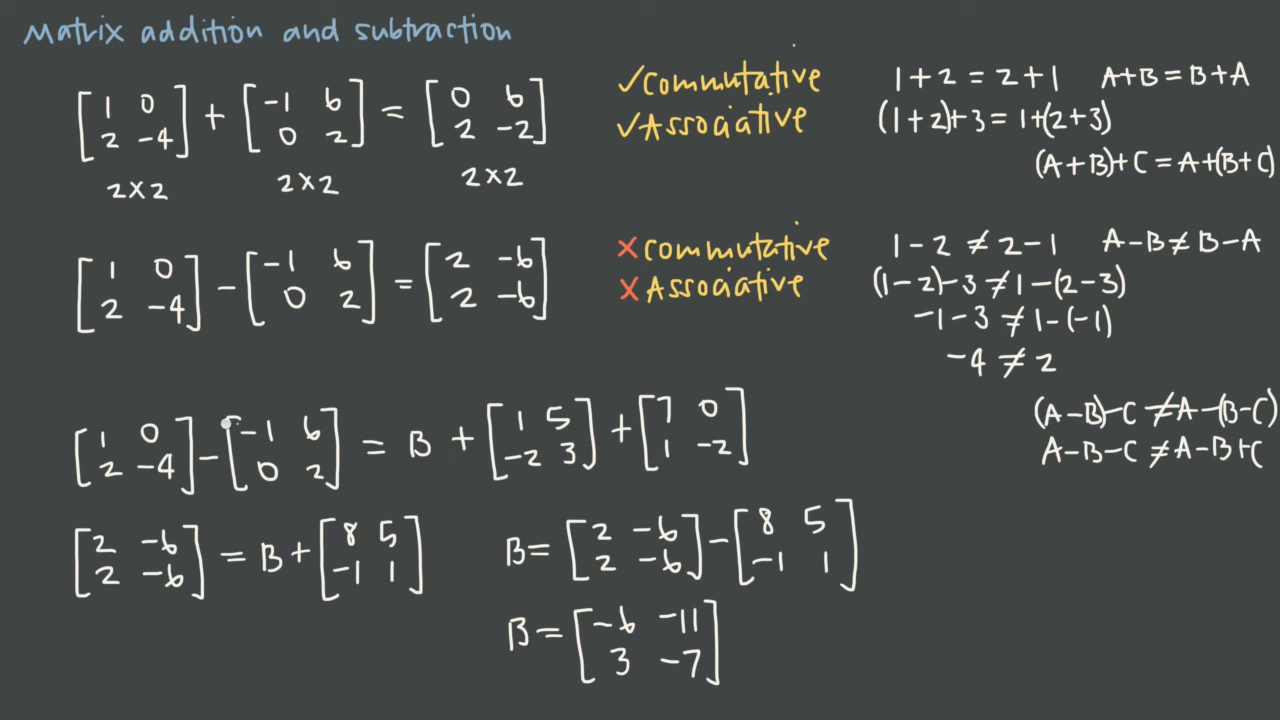 Matrix addition and subtraction
[1 0; 2 -4] + [-1 6; 0 2] = [0 6; 2 -2]
2x2 2x2 2x2
✓ Commutative 1+2=2+1 A+B=B+A
✓ Associative (1+2)+3=1+(2+3)
(A+B)+C=A+(B+C)
[1 0; 2 -4] - [-1 6; 0 2] = [2 -6; 2 -6]
✗ Commutative 1-2≠2-1 A-B≠B-A
✗ Associative (1-2)-3≠1-(2-3)
-1-3≠1-(-1)
-4≠2
(A-B)-C≠A-(B-C)
A-B-C≠A-B+C
[1 0; 2 -4] - [-1 6; 0 2] = B + [1 5; -2 3] + [7 0; 1 -2]
[2 -6; 2 -6] = B + [8 5; -1 1]
B = [2 -6; 2 -6] - [8 5; -1 1]
B = [-6 -11; 3 -7]